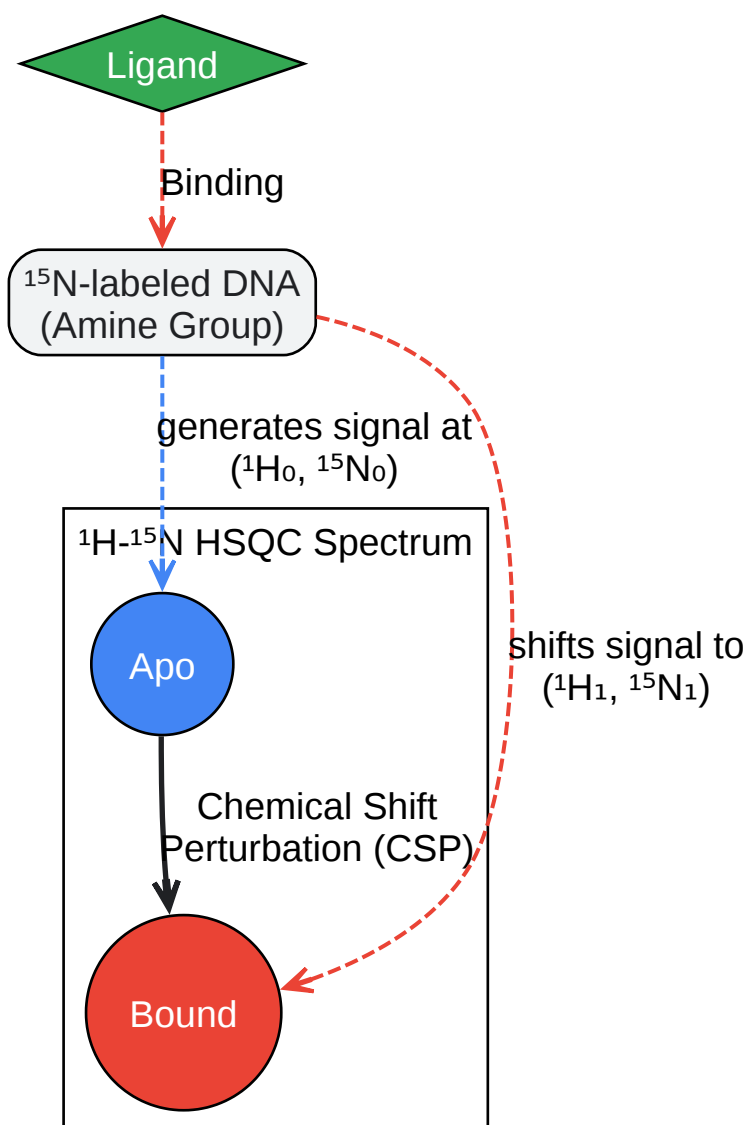 Ligand
Binding
¹⁵N-labeled DNA
(Amine Group)
generates signal at
(¹H₀, ¹⁵N₀)
¹H-¹⁵N HSQC Spectrum
Apo
shifts signal to
(¹H₁, ¹⁵N₁)
Chemical Shift
Perturbation (CSP)
Bound